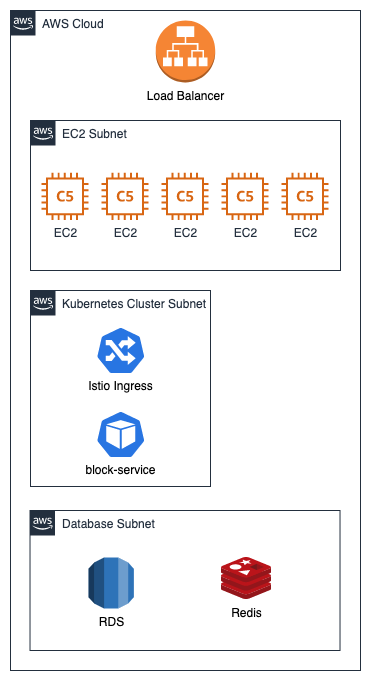 aws AWS Cloud
Load Balancer
aws EC2 Subnet
C5 C5 C5 C5 C5
EC2 EC2 EC2 EC2 EC2
aws Kubernetes Cluster Subnet
Istio Ingress
block-service
aws Database Subnet
RDS
Redis